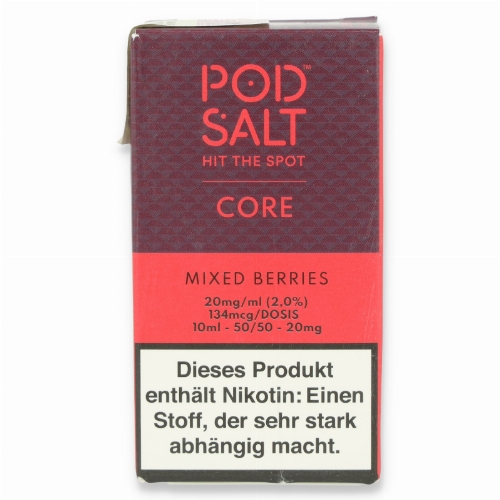 POD™
SALT
HIT THE SPOT
CORE
MIXED BERRIES
20mg/ml (2,0%)
134mcg/DOSIS
10ml - 50/50 - 20mg
Dieses Produkt
enthält Nikotin: Einen
Stoff, der sehr stark
abhängig macht.